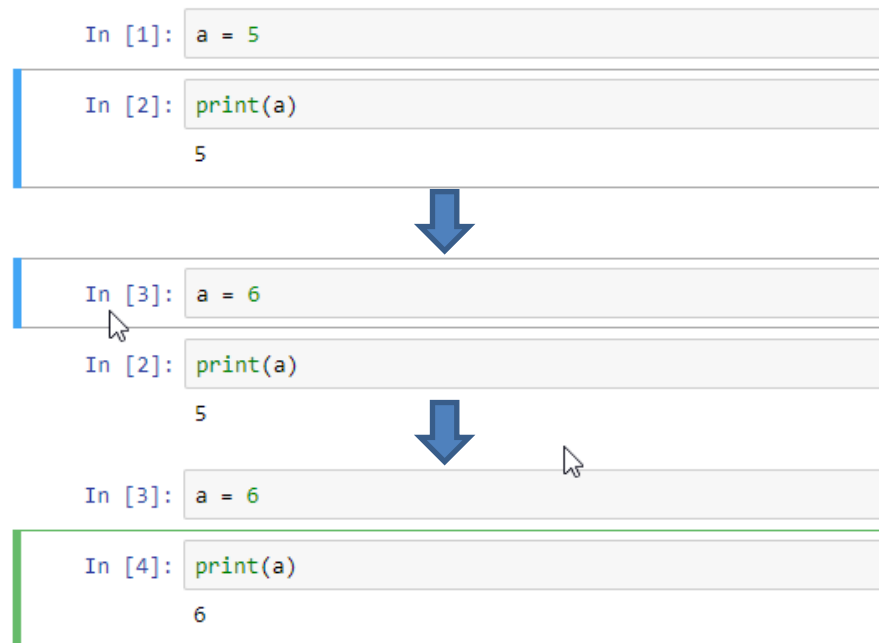 In [1]: a = 5
In [2]: print(a)
5
In [3]: a = 6
In [2]: print(a)
5
In [3]: a = 6
In [4]: print(a)
6